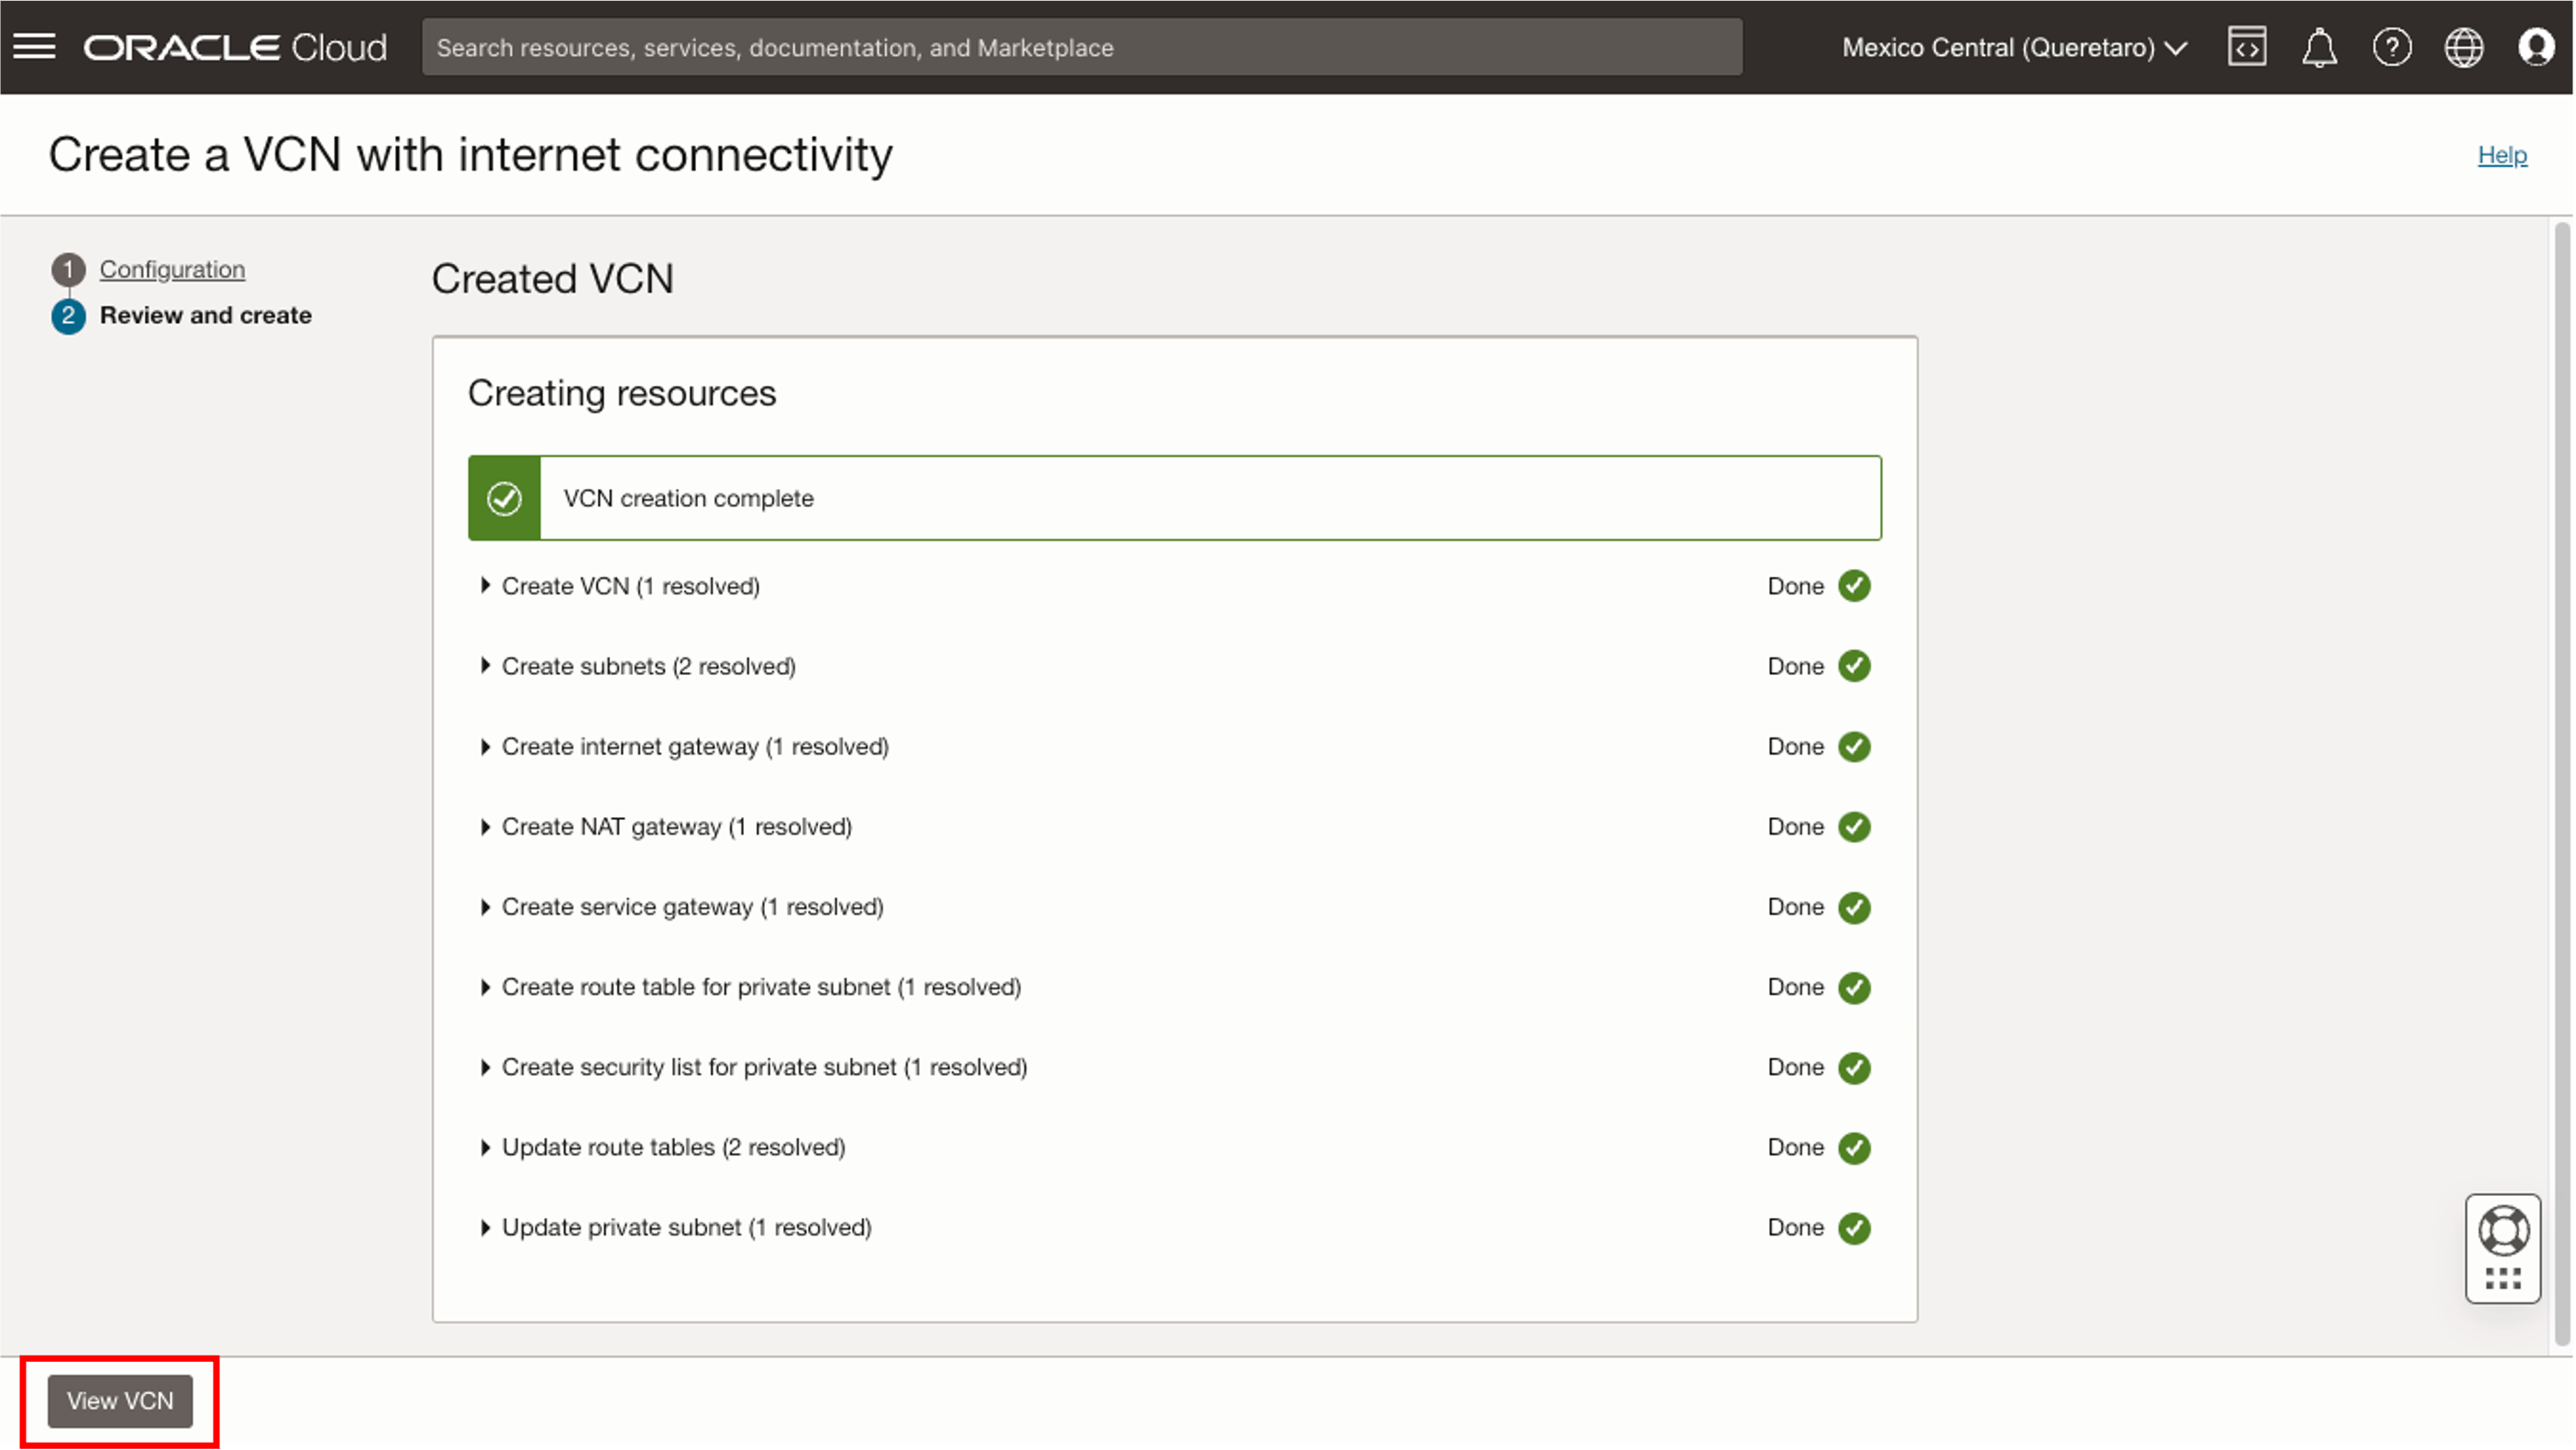 ORACLE Cloud
Search resources, services, documentation, and Marketplace
Mexico Central (Queretaro)
Create a VCN with internet connectivity
Help
1 Configuration
2 Review and create
Created VCN
Creating resources
VCN creation complete
Create VCN (1 resolved) Done
Create subnets (2 resolved) Done
Create internet gateway (1 resolved) Done
Create NAT gateway (1 resolved) Done
Create service gateway (1 resolved) Done
Create route table for private subnet (1 resolved) Done
Create security list for private subnet (1 resolved) Done
Update route tables (2 resolved) Done
Update private subnet (1 resolved) Done
View VCN